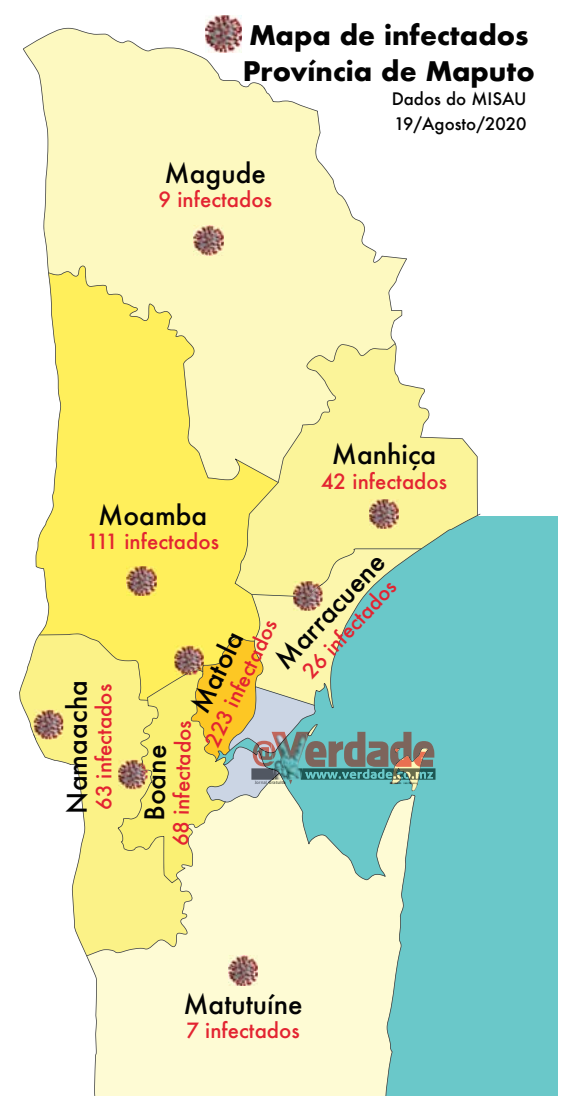 Mapa de infectados
Província de Maputo
Dados do MISAU
19/Agosto/2020
Magude
9 infectados
Manhiça
42 infectados
Moamba
111 infectados
Marracuene
26 infectados
Matola
223 infectados
Namaacha
63 infectados
Boane
68 infectados
@Verdade
www.verdade.co.mz
Matutuíne
7 infectados